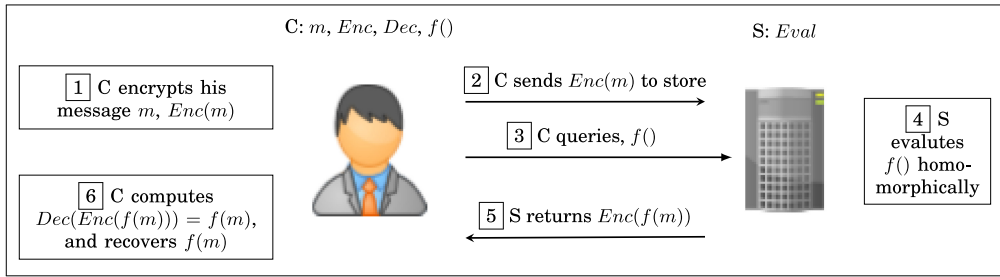 C: m, Enc, Dec, f()
S: Eval
1 C encrypts his
message m, Enc(m)
2 C sends Enc(m) to store
3 C queries, f()
4 S
evalutes
f() homo-
morphically
5 S returns Enc(f(m))
6 C computes
Dec(Enc(f(m))) = f(m),
and recovers f(m)